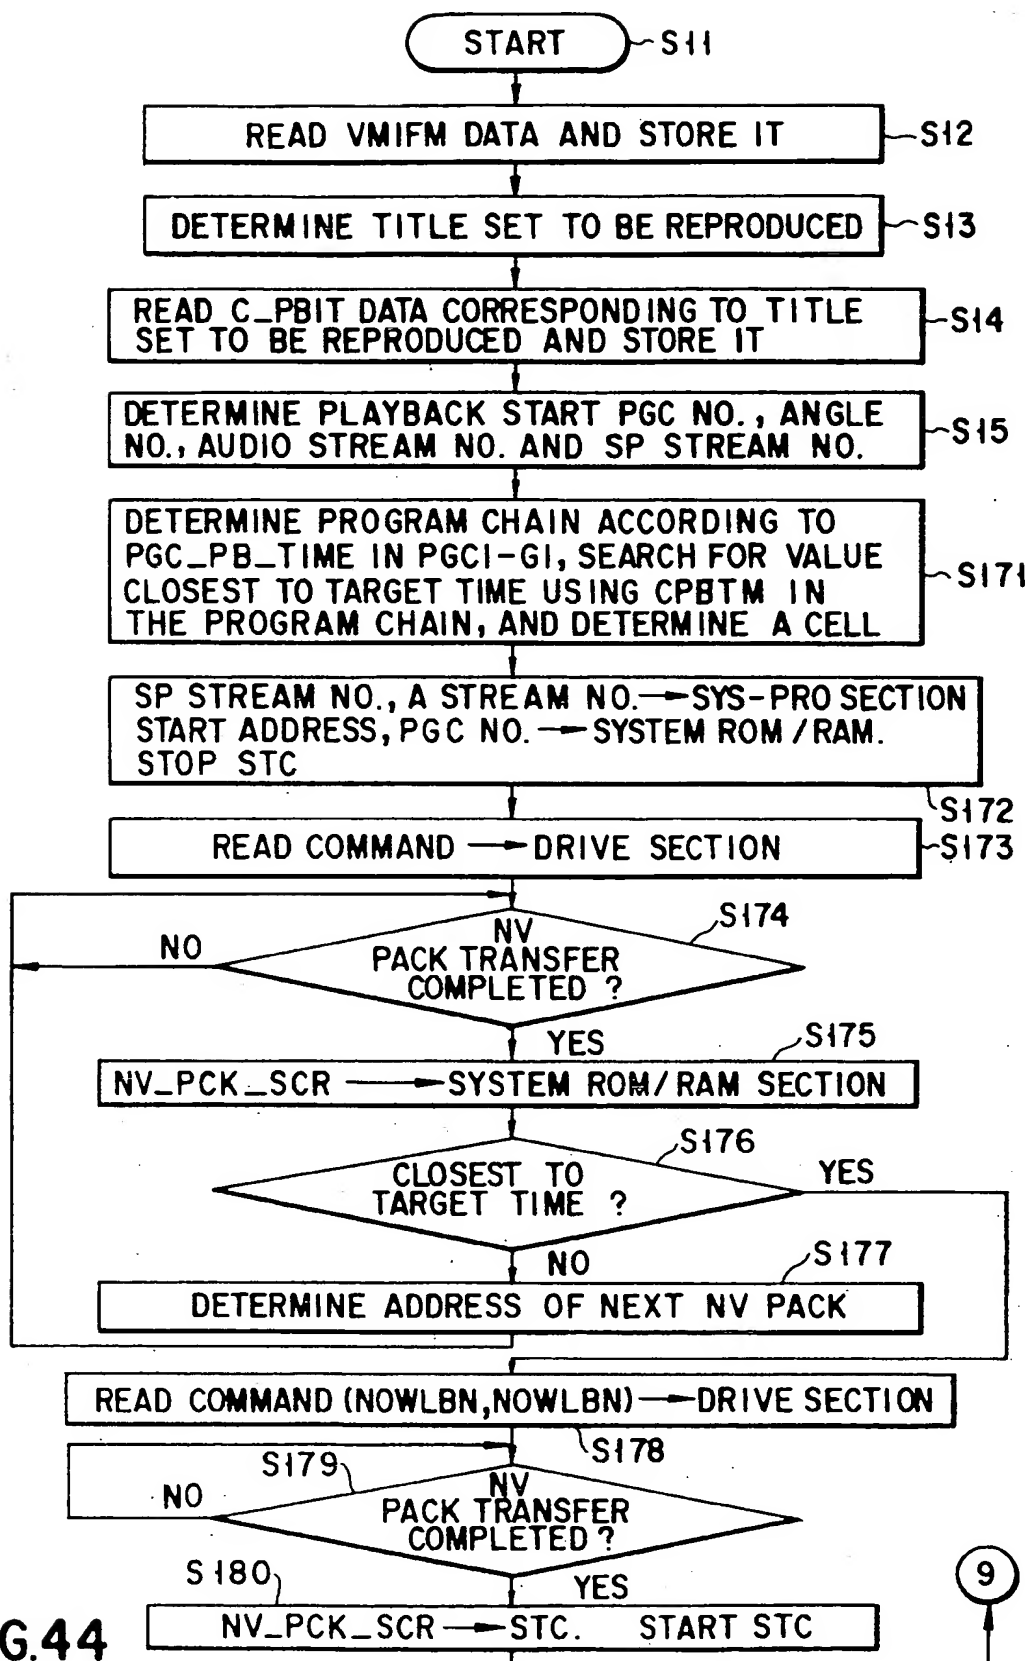 START
S11
READ VMIFM DATA AND STORE IT
S12
DETERMINE TITLE SET TO BE REPRODUCED
S13
READ C_PBIT DATA CORRESPONDING TO TITLE
SET TO BE REPRODUCED AND STORE IT
S14
DETERMINE PLAYBACK START PGC NO., ANGLE
NO., AUDIO STREAM NO. AND SP STREAM NO.
S15
DETERMINE PROGRAM CHAIN ACCORDING TO
PGC_PB_TIME IN PGCI-GI, SEARCH FOR VALUE
CLOSEST TO TARGET TIME USING CPBTM IN
THE PROGRAM CHAIN, AND DETERMINE A CELL
S171
SP STREAM NO., A STREAM NO.→SYS-PRO SECTION
START ADDRESS, PGC NO.→SYSTEM ROM/RAM.
STOP STC
S172
READ COMMAND→DRIVE SECTION
S173
S174
NV
PACK TRANSFER
COMPLETED ?
NO
YES
S175
NV_PCK_SCR→SYSTEM ROM/RAM SECTION
S176
CLOSEST TO
TARGET TIME ?
YES
NO
S177
DETERMINE ADDRESS OF NEXT NV PACK
READ COMMAND (NOWLBN,NOWLBN)→DRIVE SECTION
S178
S179
NV
PACK TRANSFER
COMPLETED ?
NO
YES
S180
NV_PCK_SCR→STC. START STC
9
G.44